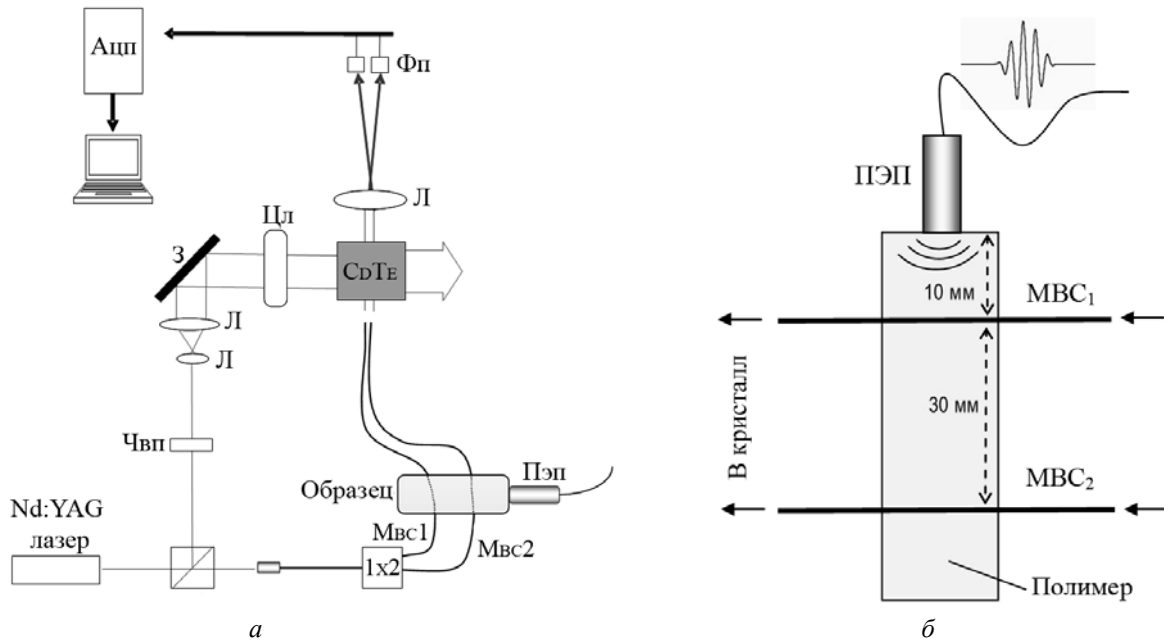 Ацп
Фп
Л
Цл
З
CDTE
Л
Л
Чвп
Образец
Пэп
Nd:YAG
лазер
Мвс1
Мвс2
1x2
а
ПЭП
10 мм
МВС₁
30 мм
В кристалл
МВС₂
Полимер
б